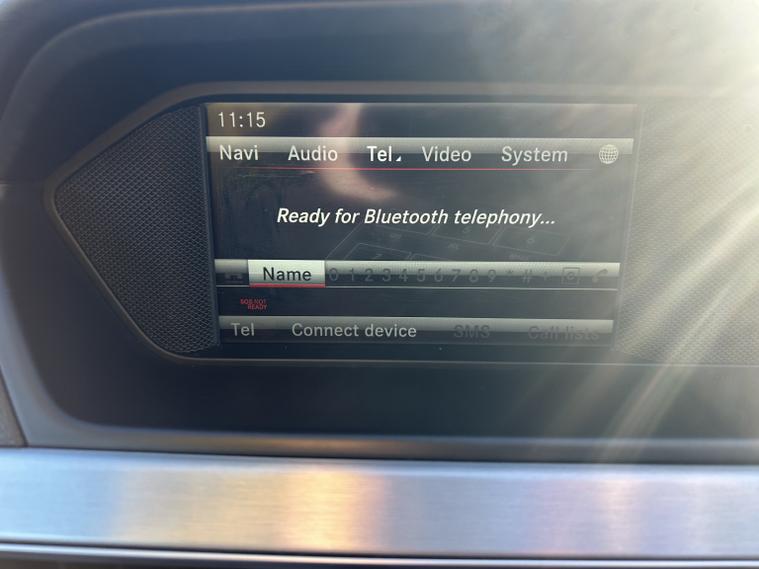 11:15
Navi Audio Tel. Video System
Ready for Bluetooth telephony...
Name 0 1 2 3 4 5 6 7 8 9 * # +
SOS NOT
READY
Tel Connect device SMS Call lists